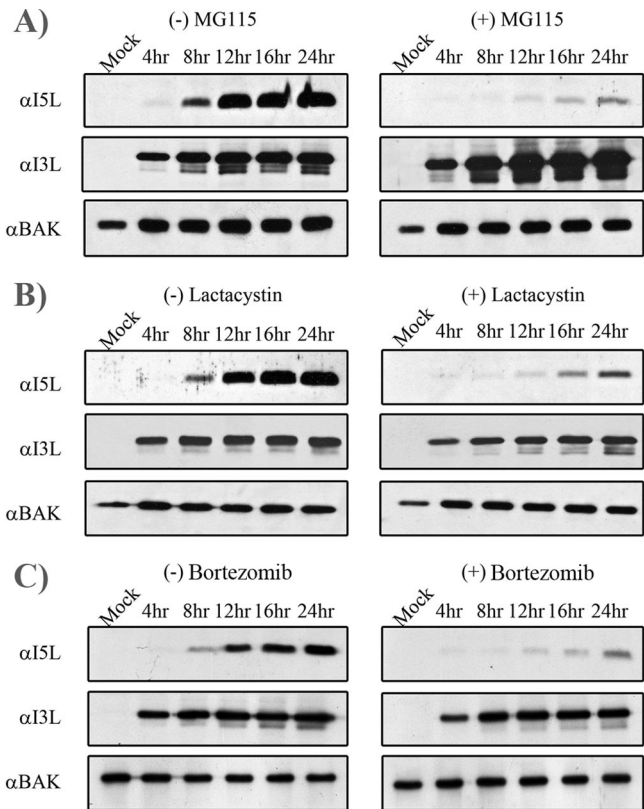 A)
(-) MG115
(+) MG115
Mock 4hr 8hr 12hr 16hr 24hr
Mock 4hr 8hr 12hr 16hr 24hr
αI5L
αI3L
αBAK
B)
(-) Lactacystin
(+) Lactacystin
Mock 4hr 8hr 12hr 16hr 24hr
Mock 4hr 8hr 12hr 16hr 24hr
αI5L
αI3L
αBAK
C)
(-) Bortezomib
(+) Bortezomib
Mock 4hr 8hr 12hr 16hr 24hr
Mock 4hr 8hr 12hr 16hr 24hr
αI5L
αI3L
αBAK